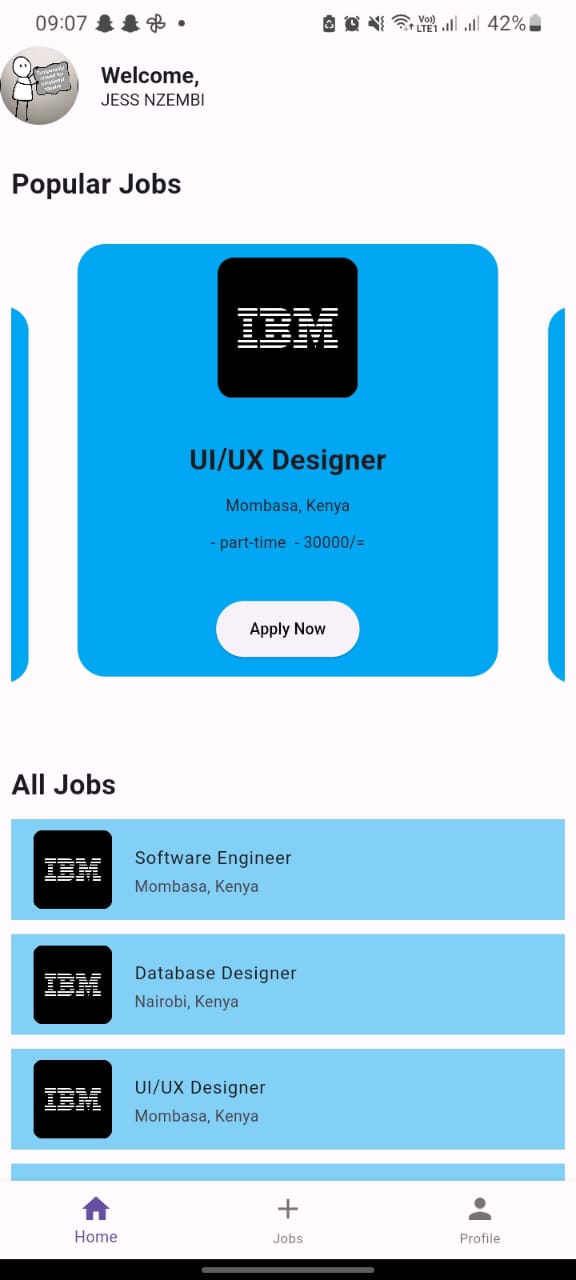 09:07
Vo))
LTE1
42%
Welcome,
JESS NZEMBI
Popular Jobs
IBM
UI/UX Designer
Mombasa, Kenya
- part-time  - 30000/=
Apply Now
All Jobs
IBM
Software Engineer
Mombasa, Kenya
IBM
Database Designer
Nairobi, Kenya
IBM
UI/UX Designer
Mombasa, Kenya
Home
Jobs
Profile